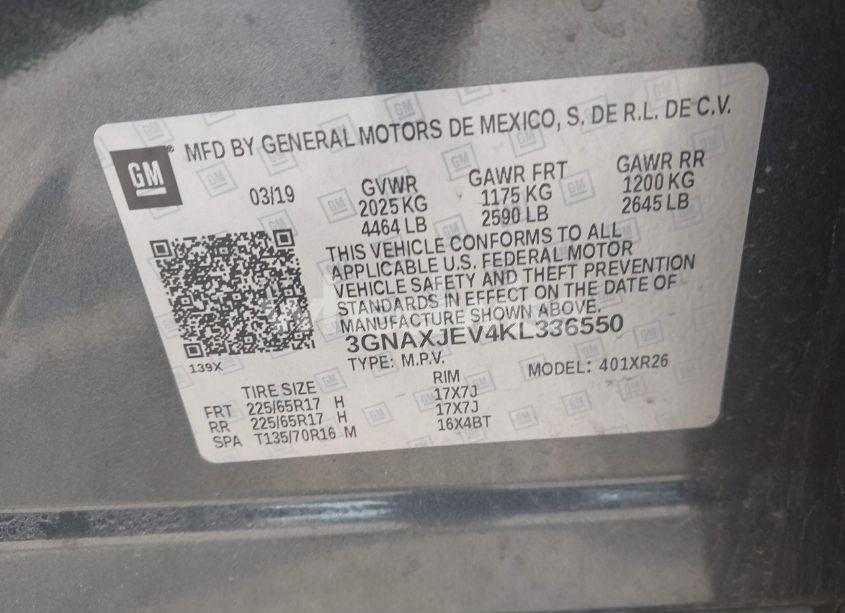 GM® MFD BY GENERAL MOTORS DE MEXICO, S. DE R.L. DE C.V.
03/19 GVWR GAWR FRT GAWR RR
2025 KG 1175 KG 1200 KG
4464 LB 2590 LB 2645 LB
THIS VEHICLE CONFORMS TO ALL
APPLICABLE U.S. FEDERAL MOTOR
VEHICLE SAFETY AND THEFT PREVENTION
STANDARDS IN EFFECT ON THE DATE OF
MANUFACTURE SHOWN ABOVE.
139X
3GNAXJEV4KL336550
TYPE: M.P.V. MODEL: 401XR26
TIRE SIZE RIM
FRT 225/65R17 H 17X7J
RR 225/65R17 H 17X7J
SPA T135/70R16 M 16X4BT